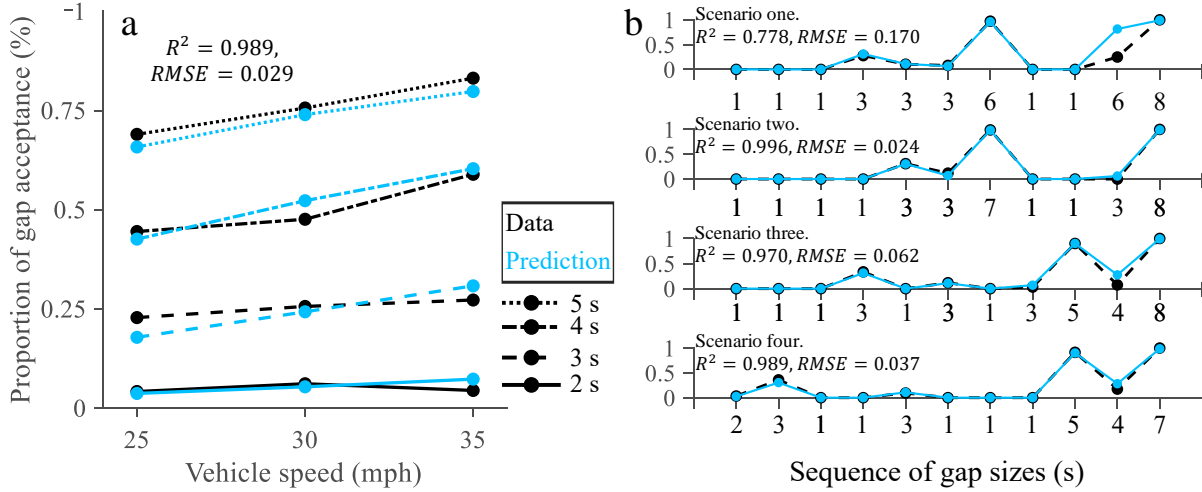 a
R² = 0.989,
RMSE = 0.029
Proportion of gap acceptance (%)
1
0.75
0.5
0.25
0
25 30 35
Vehicle speed (mph)
Data
Prediction
5 s
4 s
3 s
2 s
b
Scenario one.
R² = 0.778, RMSE = 0.170
1
0.5
0
1 1 1 3 3 3 6 1 1 6 8
Scenario two.
R² = 0.996, RMSE = 0.024
1
0.5
0
1 1 1 1 3 3 7 1 1 3 8
Scenario three.
R² = 0.970, RMSE = 0.062
1
0.5
0
1 1 1 3 1 3 1 3 5 4 8
Scenario four.
R² = 0.989, RMSE = 0.037
1
0.5
0
2 3 1 1 3 1 1 1 5 4 7
Sequence of gap sizes (s)